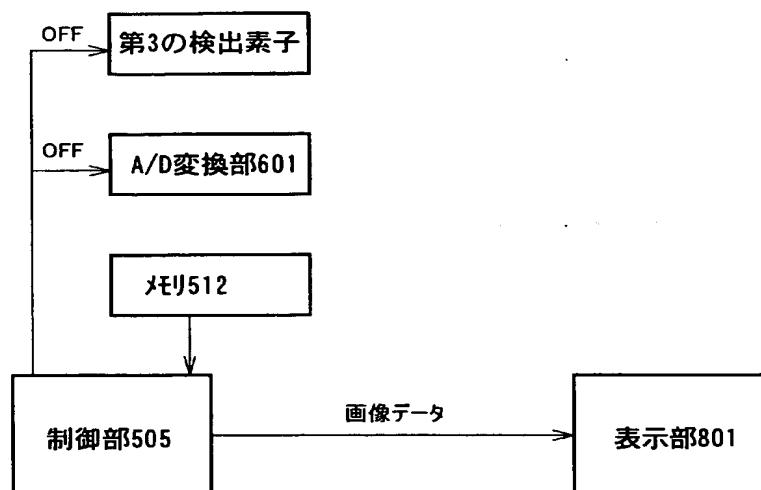 OFF
第3の検出素子
OFF
A/D変換部601
ﾒﾓﾘ512
制御部505
画像データ
表示部801